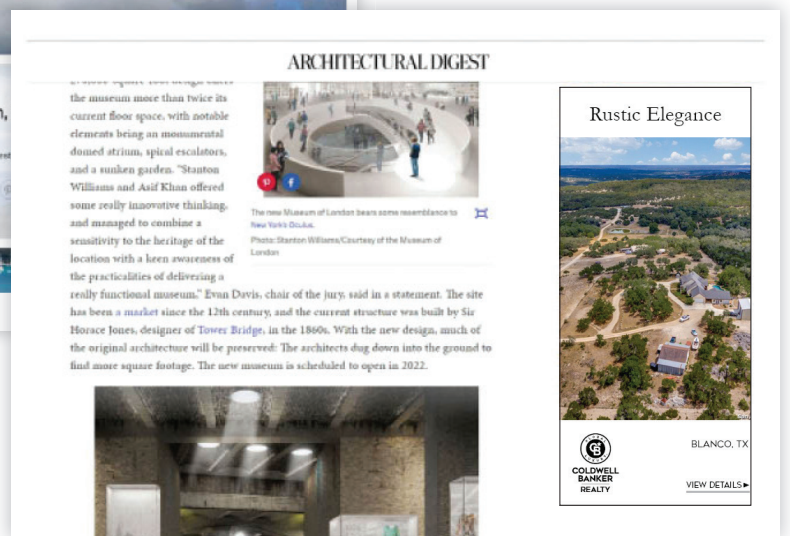 ARCHITECTURAL DIGEST
the museum more than twice its
current floor space, with notable
elements being an monumental
domed atrium, spiral escalators,
and a sunken garden. "Stanton
Williams and Asif Khan offered
some really innovative thinking,
and managed to combine a
sensitivity to the heritage of the
location with a keen awareness of
the practicalities of delivering a
really functional museum," Evan Davis, chair of the jury, said in a statement. The site
has been a market since the 12th century, and the current structure was built by Sir
Horace Jones, designer of Tower Bridge, in the 1860s. With the new design, much of
the original architecture will be preserved: The architects dug down into the ground to
find more square footage. The new museum is scheduled to open in 2022.
The new Museum of London bears some resemblance to
New York's Oculus.
Photo: Stanton Williams/Courtesy of the Museum of
London
Rustic Elegance
COLDWELL
BANKER
REALTY
BLANCO, TX
VIEW DETAILS